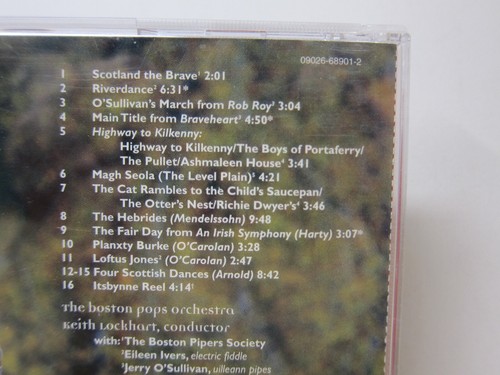 09026-68901-2
1 Scotland the Brave¹ 2:01
2 Riverdance² 6:31*
3 O'Sullivan's March from Rob Roy³ 3:04
4 Main Title from Braveheart³ 4:50*
5 Highway to Kilkenny:
Highway to Kilkenny/The Boys of Portaferry/
The Pullet/Ashmaleen House⁴ 3:41
6 Magh Seola (The Level Plain)⁵ 4:21
7 The Cat Rambles to the Child's Saucepan/
The Otter's Nest/Richie Dwyer's⁴ 3:46
8 The Hebrides (Mendelssohn) 9:48
9 The Fair Day from An Irish Symphony (Harty) 3:07*
10 Planxty Burke (O'Carolan) 3:28
11 Loftus Jones² (O'Carolan) 2:47
12-15 Four Scottish Dances (Arnold) 8:42
16 Itsbynne Reel 4:14†
The Boston Pops Orchestra
Keith Lockhart, conductor
with: ¹The Boston Pipers Society
²Eileen Ivers, electric fiddle
³Jerry O'Sullivan, uilleann pipes